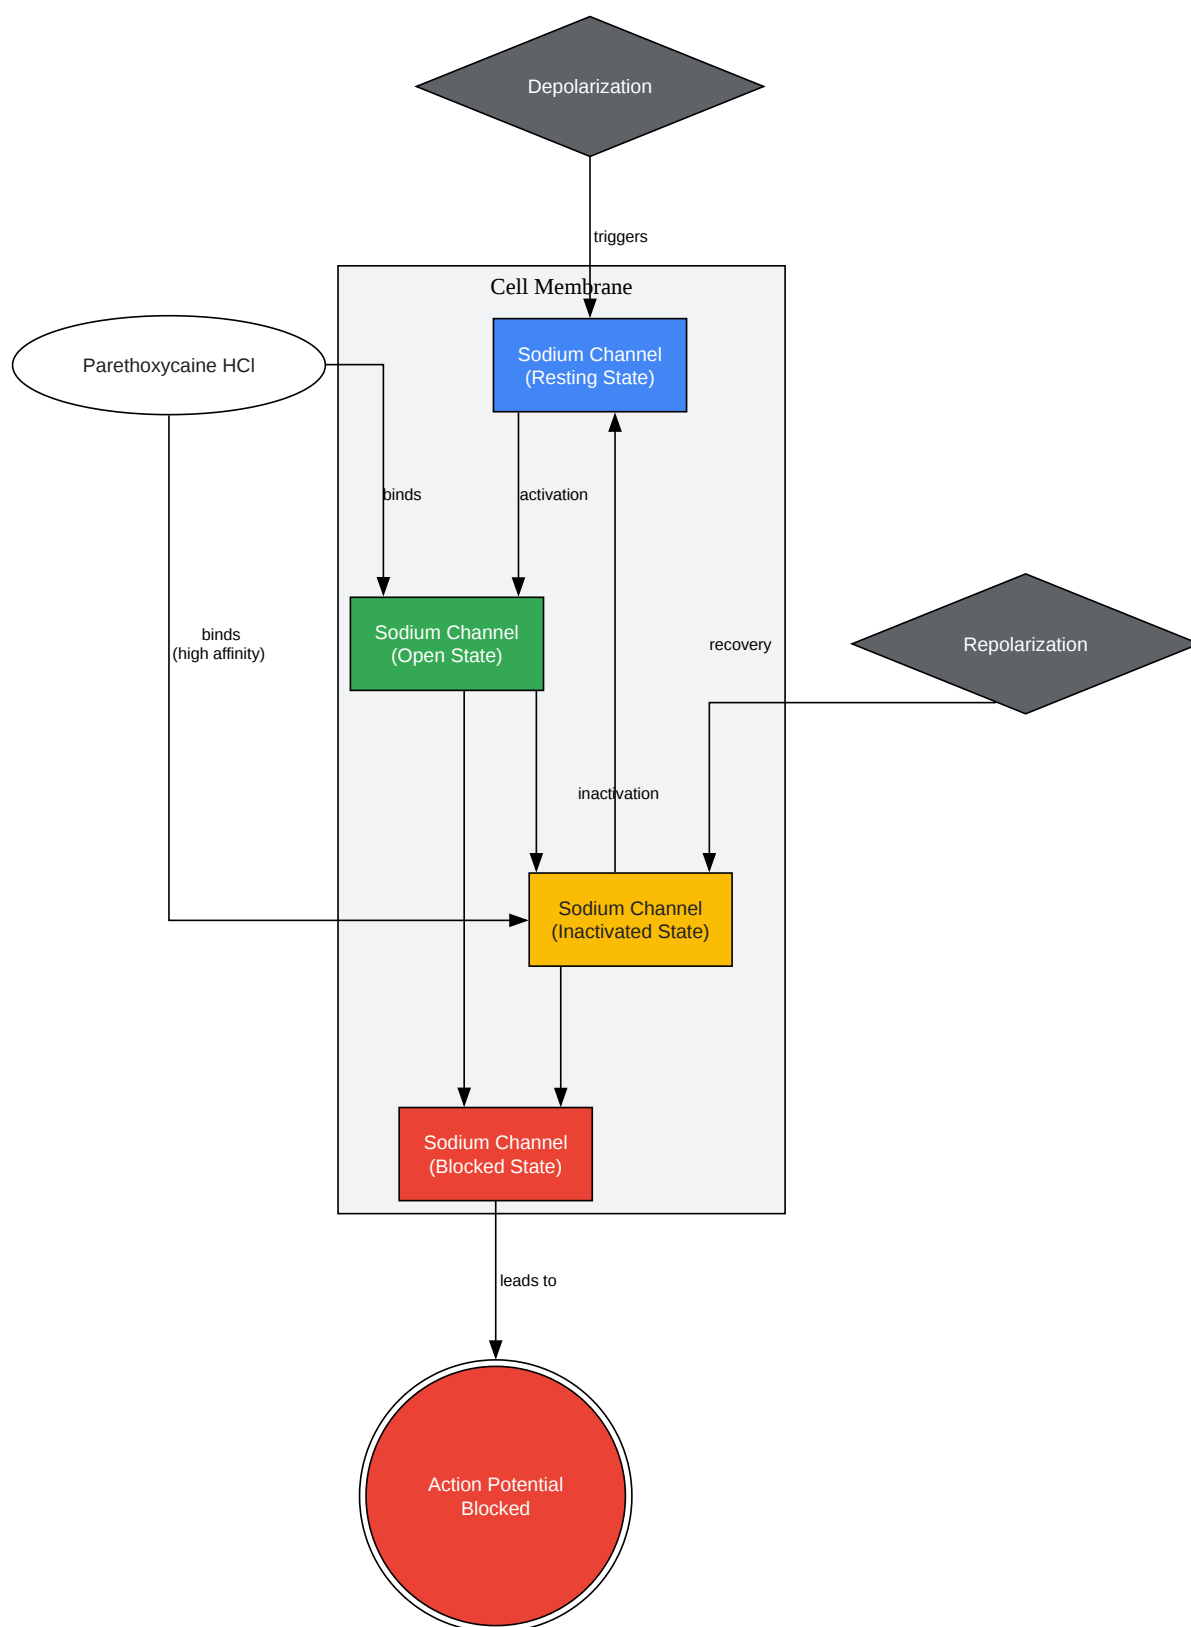 Depolarization
triggers
Cell Membrane
Parethoxycaine HCl
Sodium Channel
(Resting State)
binds
activation
binds
(high affinity)
Sodium Channel
(Open State)
recovery
Repolarization
inactivation
Sodium Channel
(Inactivated State)
Sodium Channel
(Blocked State)
leads to
Action Potential
Blocked